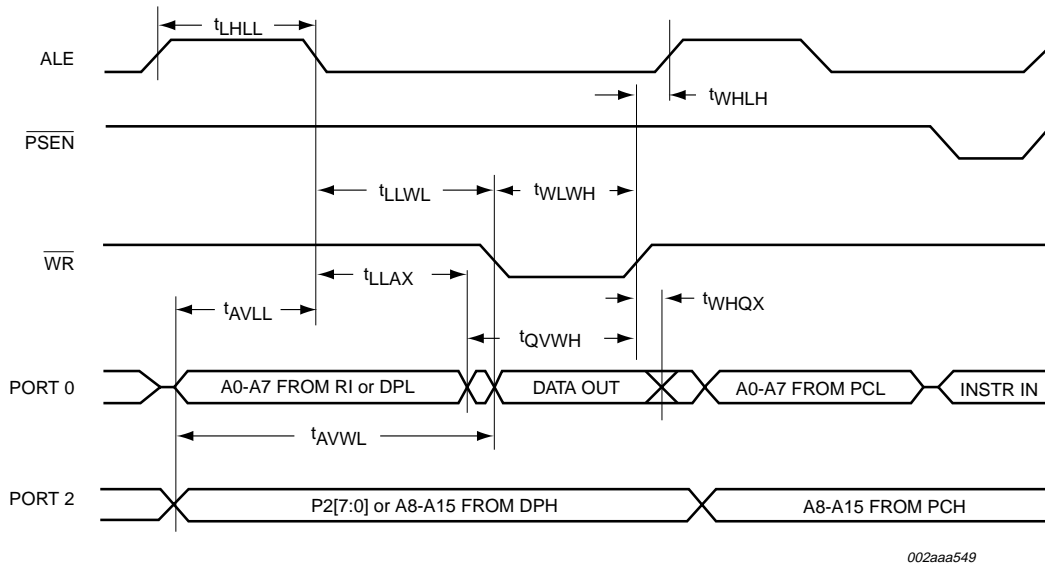 tLHLL
ALE
tWHLH
PSEN
tLLWL
tWLWH
WR
tLLAX
tWHQX
tAVLL
tQVWH
PORT 0
A0-A7 FROM RI or DPL
DATA OUT
A0-A7 FROM PCL
INSTR IN
tAVWL
PORT 2
P2[7:0] or A8-A15 FROM DPH
A8-A15 FROM PCH
002aaa549